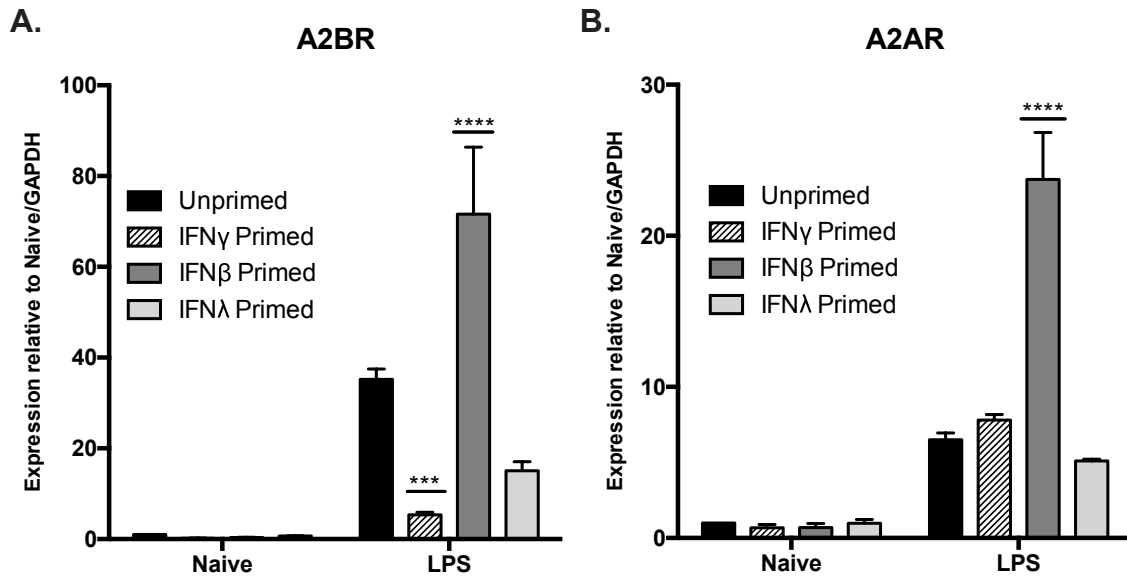 A.
A2BR
Expression relative to Naive/GAPDH
100
80
60
40
20
0
Unprimed
IFNγ Primed
IFNβ Primed
IFNλ Primed
***
****
Naive
LPS
B.
A2AR
Expression relative to Naive/GAPDH
30
20
10
0
Unprimed
IFNγ Primed
IFNβ Primed
IFNλ Primed
****
Naive
LPS